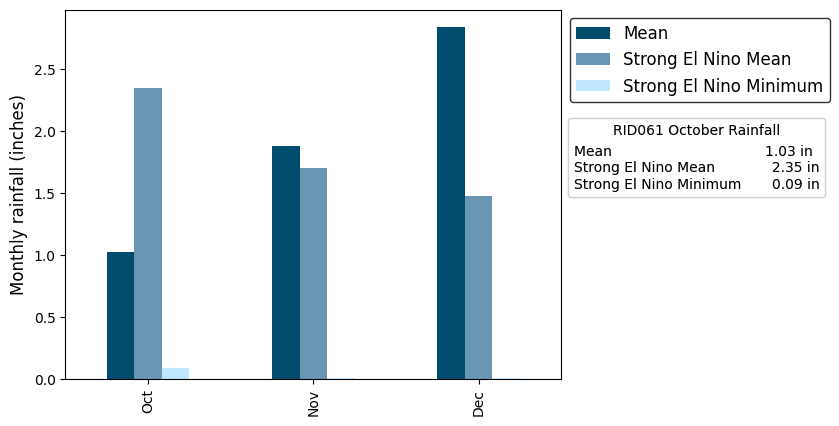 Monthly rainfall (inches)
2.5
2.0
1.5
1.0
0.5
0.0
Oct
Nov
Dec
Mean
Strong El Nino Mean
Strong El Nino Minimum
RID061 October Rainfall
Mean 1.03 in
Strong El Nino Mean 2.35 in
Strong El Nino Minimum 0.09 in